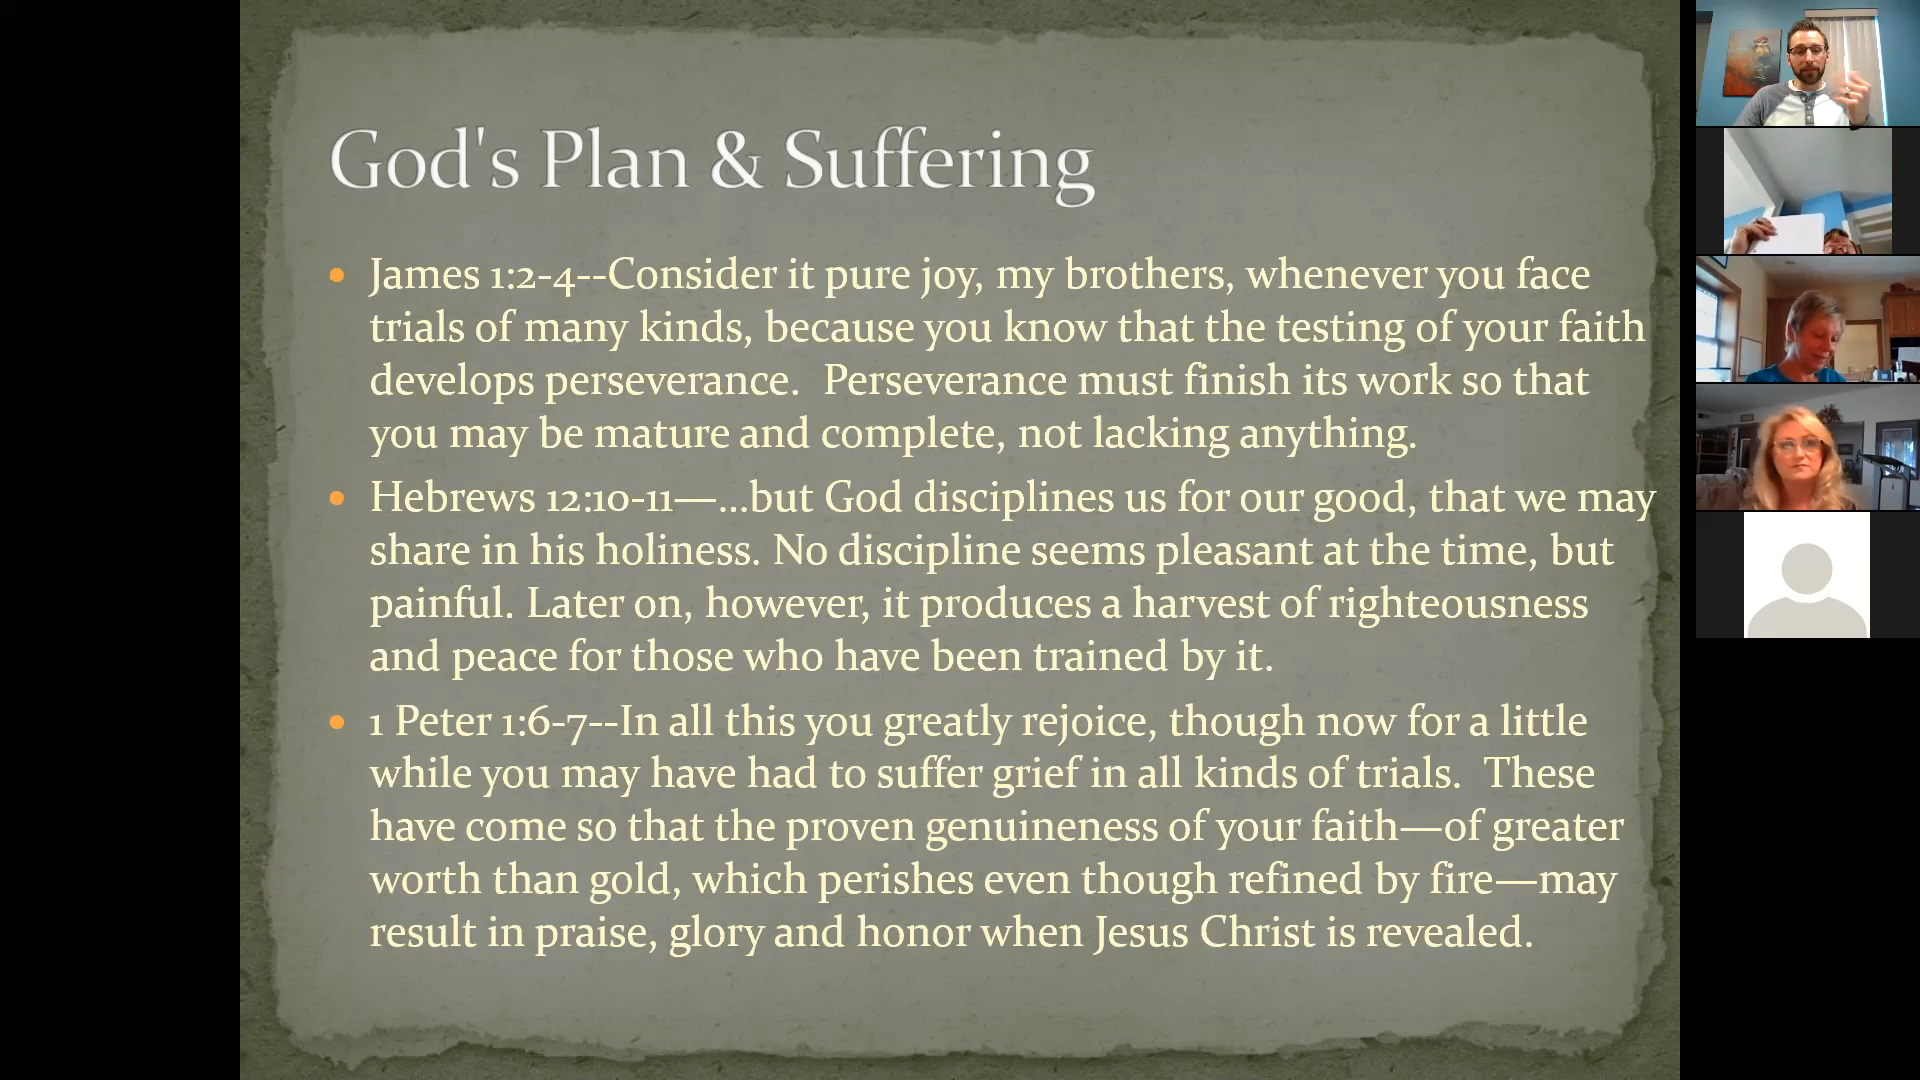 God's Plan & Suffering
• James 1:2-4--Consider it pure joy, my brothers, whenever you face
trials of many kinds, because you know that the testing of your faith
develops perseverance.  Perseverance must finish its work so that
you may be mature and complete, not lacking anything.
• Hebrews 12:10-11—...but God disciplines us for our good, that we may
share in his holiness. No discipline seems pleasant at the time, but
painful. Later on, however, it produces a harvest of righteousness
and peace for those who have been trained by it.
• 1 Peter 1:6-7--In all this you greatly rejoice, though now for a little
while you may have had to suffer grief in all kinds of trials.  These
have come so that the proven genuineness of your faith—of greater
worth than gold, which perishes even though refined by fire—may
result in praise, glory and honor when Jesus Christ is revealed.